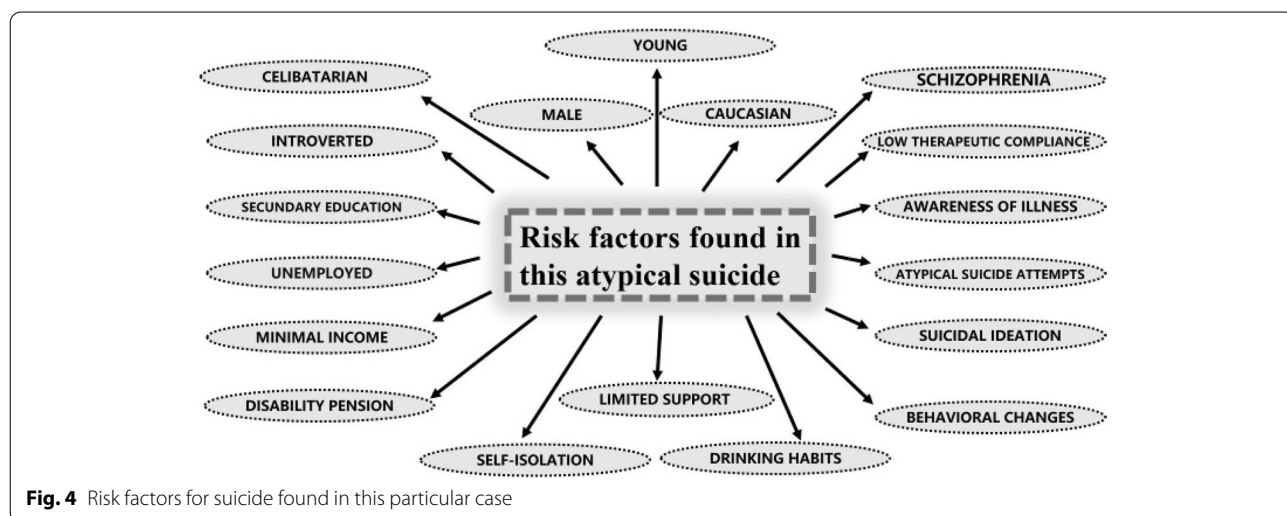 YOUNG
CELIBATARIAN
SCHIZOPHRENIA
MALE
CAUCASIAN
INTROVERTED
LOW THERAPEUTIC COMPLIANCE
SECUNDARY EDUCATION
AWARENESS OF ILLNESS
Risk factors found in
this atypical suicide
UNEMPLOYED
ATYPICAL SUICIDE ATTEMPTS
MINIMAL INCOME
SUICIDAL IDEATION
DISABILITY PENSION
LIMITED SUPPORT
BEHAVIORAL CHANGES
SELF-ISOLATION
DRINKING HABITS
Fig. 4 Risk factors for suicide found in this particular case